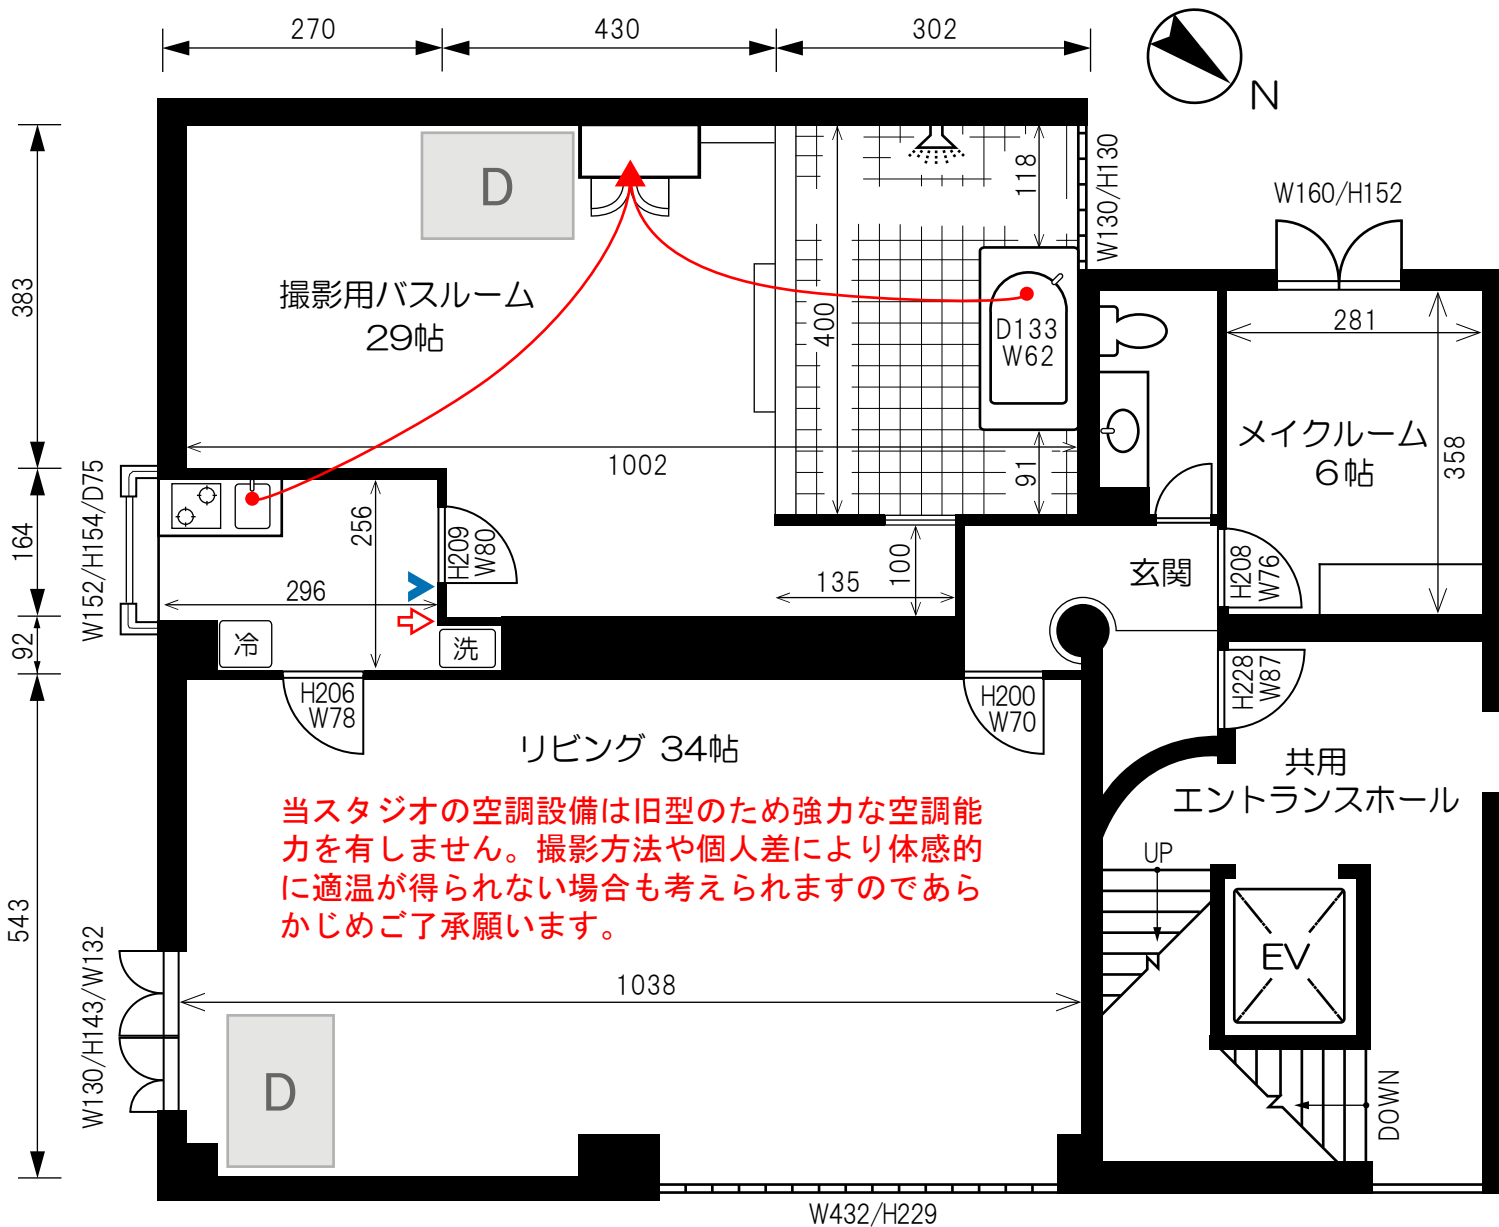 270
430
302
N
W160/H152
W130/H130
118
D
383
撮影用バスルーム
29帖
400
D133
W62
281
メイクルーム
6帖
358
1002
91
W152/H154/D75
164
256
H209
W80
296
100
135
玄関
H208
W76
92
冷
洗
H206
W78
H200
W70
H228
W87
リビング 34帖
共用
エントランスホール
当スタジオの空調設備は旧型のため強力な空調能
力を有しません。撮影方法や個人差により体感的
に適温が得られない場合も考えられますのであら
かじめご了承願います。
543
UP
EV
W130/H143/W132
1038
D
DOWN
W432/H229